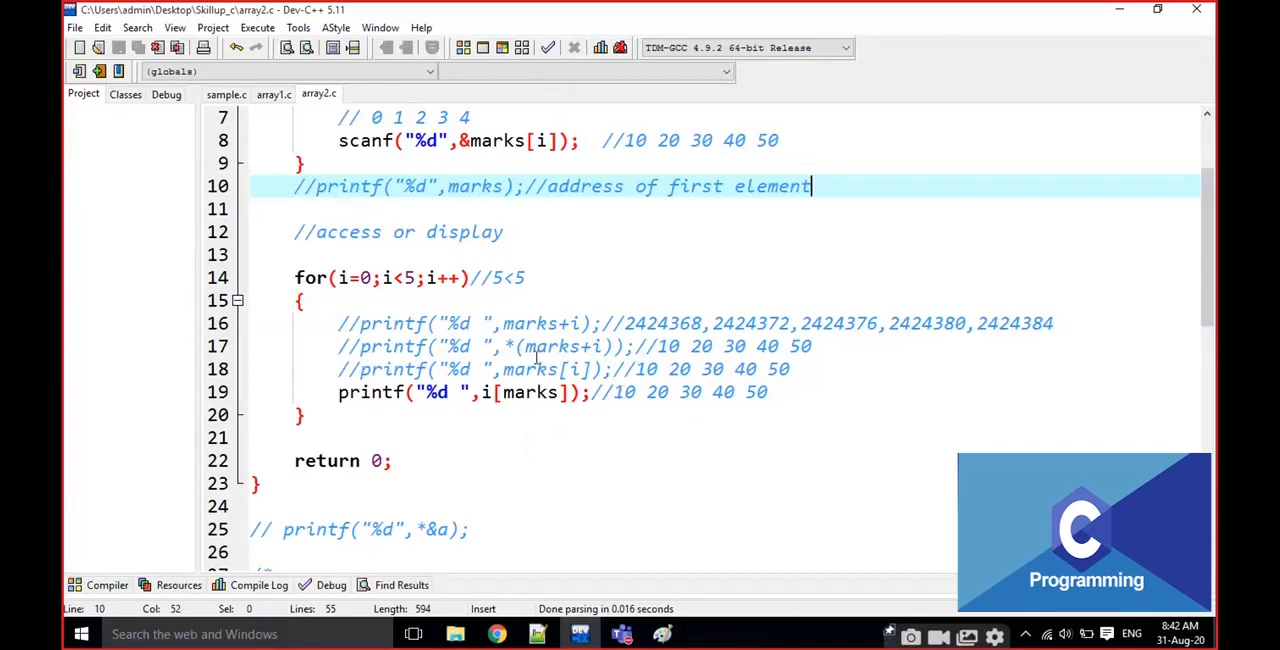 C:\Users\admin\Desktop\Skillup_c\array2.c - Dev-C++ 5.11
File Edit Search View Project Execute Tools AStyle Window Help
TDM-GCC 4.9.2 64-bit Release
(globals)
Project Classes Debug sample.c array1.c array2.c
7 // 0 1 2 3 4
8 scanf("%d",&marks[i]); //10 20 30 40 50
9 }
10 //printf("%d",marks);//address of first element
11
12 //access or display
13
14 for(i=0;i<5;i++)//5<5
15 {
16 //printf("%d ",marks+i);//2424368,2424372,2424376,2424380,2424384
17 //printf("%d ",*(marks+i));//10 20 30 40 50
18 //printf("%d ",marks[i]);//10 20 30 40 50
19 printf("%d ",i[marks]);//10 20 30 40 50
20 }
21
22 return 0;
23 }
24
25 // printf("%d",*&a);
26
C
Programming
Compiler Resources Compile Log Debug Find Results
Line: 10 Col: 52 Sel: 0 Lines: 55 Length: 594 Insert Done parsing in 0.016 seconds
Search the web and Windows
DEV
ENG
8:42 AM
31-Aug-20